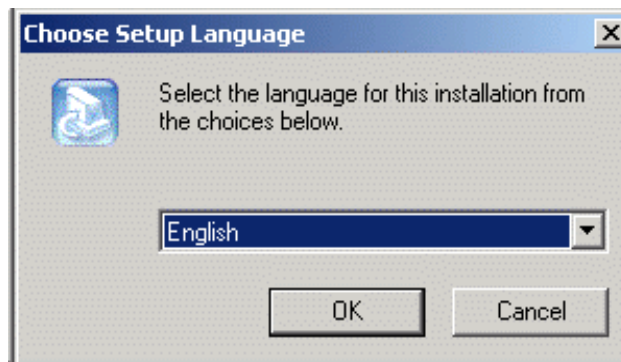 Choose Setup Language
Select the language for this installation from
the choices below.
English
OK
Cancel